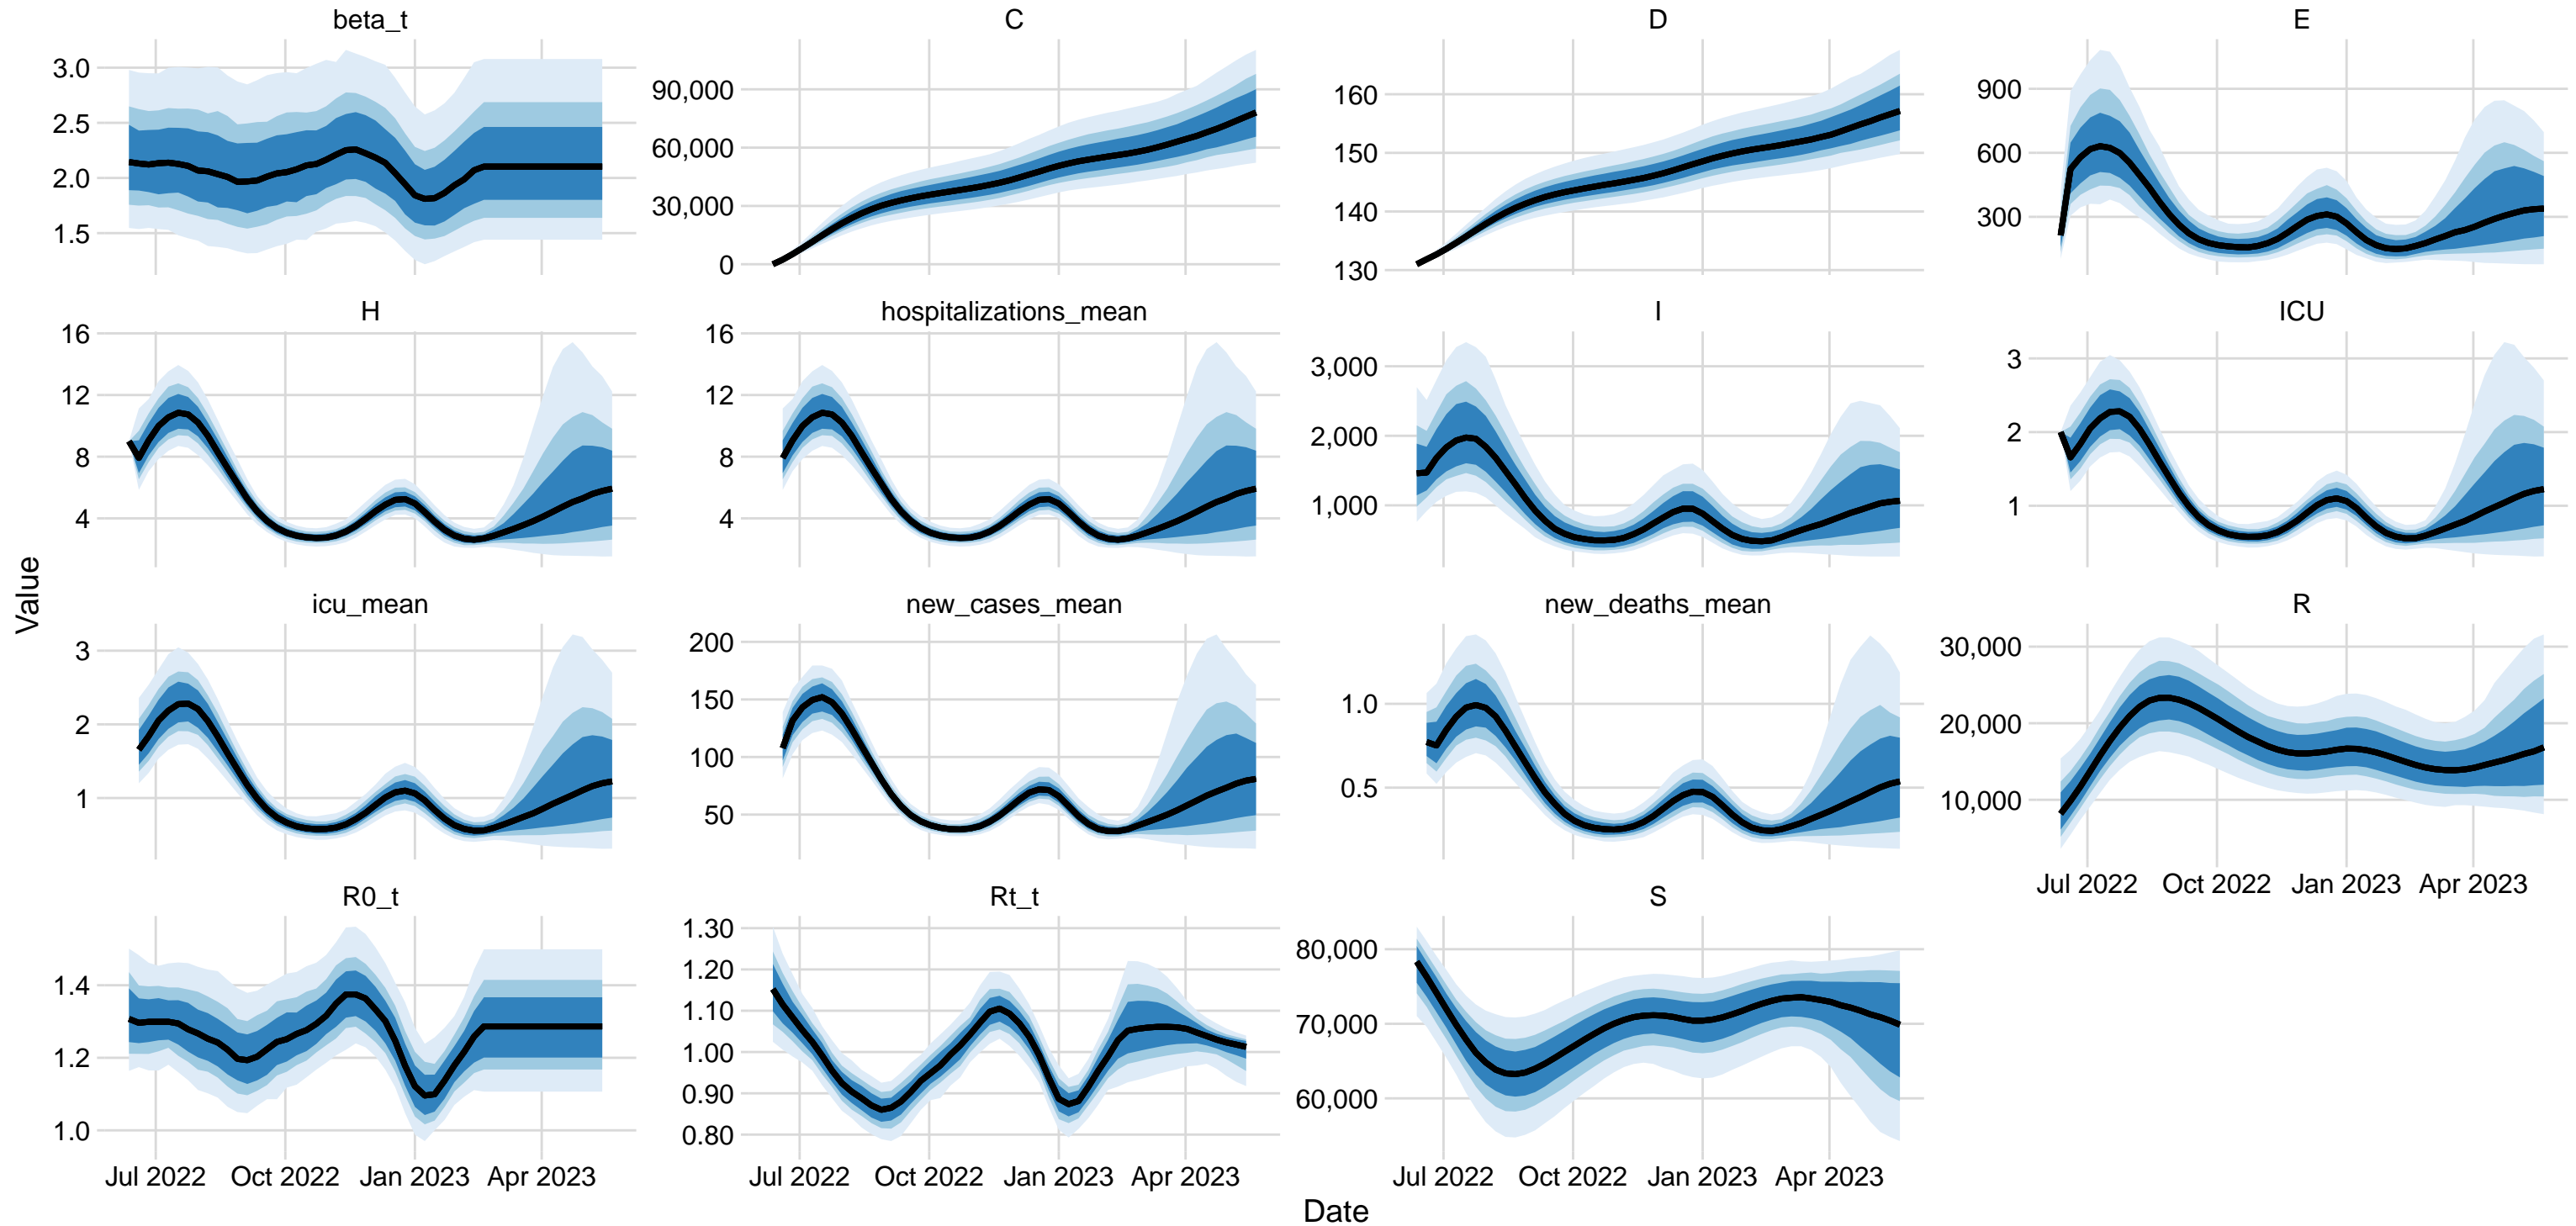 beta_t
C
D
E
3.0
2.5
2.0
1.5
90,000
60,000
30,000
0
160
150
140
130
900
600
300
H
hospitalizations_mean
I
ICU
16
12
8
4
16
12
8
4
3,000
2,000
1,000
3
2
1
Value
icu_mean
new_cases_mean
new_deaths_mean
R
3
2
1
200
150
100
50
1.0
0.5
30,000
20,000
10,000
Jul 2022 Oct 2022 Jan 2023 Apr 2023
R0_t
Rt_t
S
1.4
1.2
1.0
1.30
1.20
1.10
1.00
0.90
0.80
80,000
70,000
60,000
Jul 2022 Oct 2022 Jan 2023 Apr 2023
Jul 2022 Oct 2022 Jan 2023 Apr 2023
Jul 2022 Oct 2022 Jan 2023 Apr 2023
Date